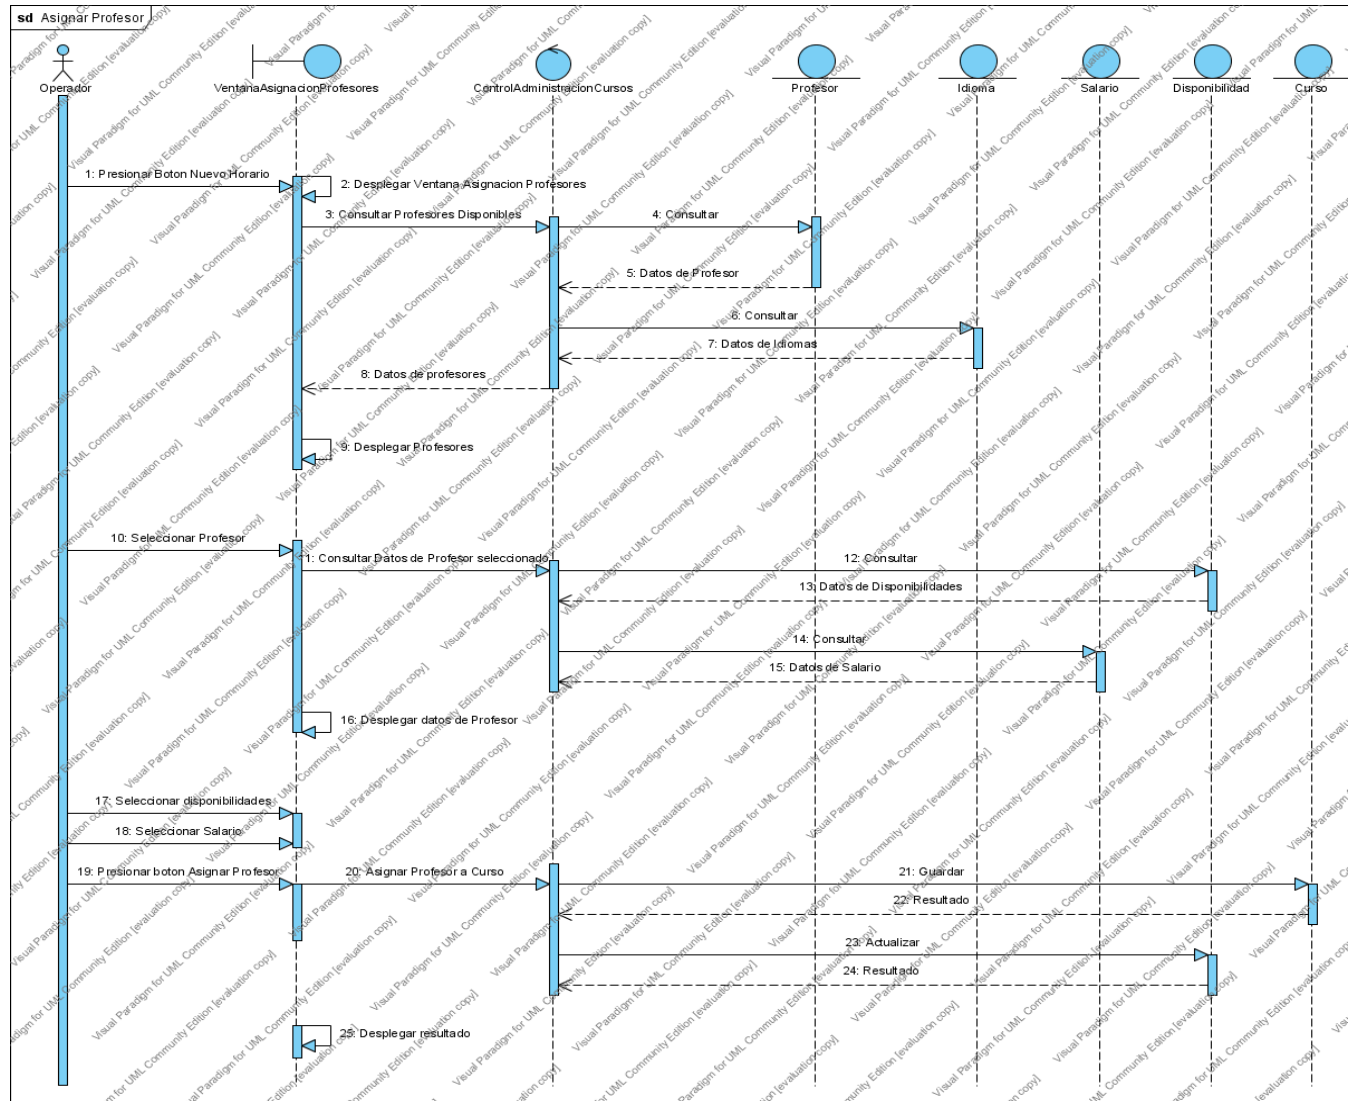 sd Asignar Profesor
Operador
VentanaAsignacionProfesores
ControlAdministracionCursos
Profesor
Idioma
Salario
Disponibilidad
Curso
1: Presionar Boton Nuevo Horario
2: Desplegar Ventana Asignacion Profesores
3: Consultar Profesores Disponibles
4: Consultar
5: Datos de Profesor
6: Consultar
7: Datos de Idiomas
8: Datos de profesores
9: Desplegar Profesores
10: Seleccionar Profesor
1: Consultar Datos de Profesor seleccionado
12: Consultar
13: Datos de Disponibilidades
14: Consultar
15: Datos de Salario
16: Desplegar datos de Profesor
17: Seleccionar disponibilidades
18: Seleccionar Salario
19: Presionar boton Asignar Profesor
20: Asignar Profesor a Curso
21: Guardar
22: Resultado
23: Actualizar
24: Resultado
25: Desplegar resultado
Visual Paradigm for UML Community Edition [evaluation copy]